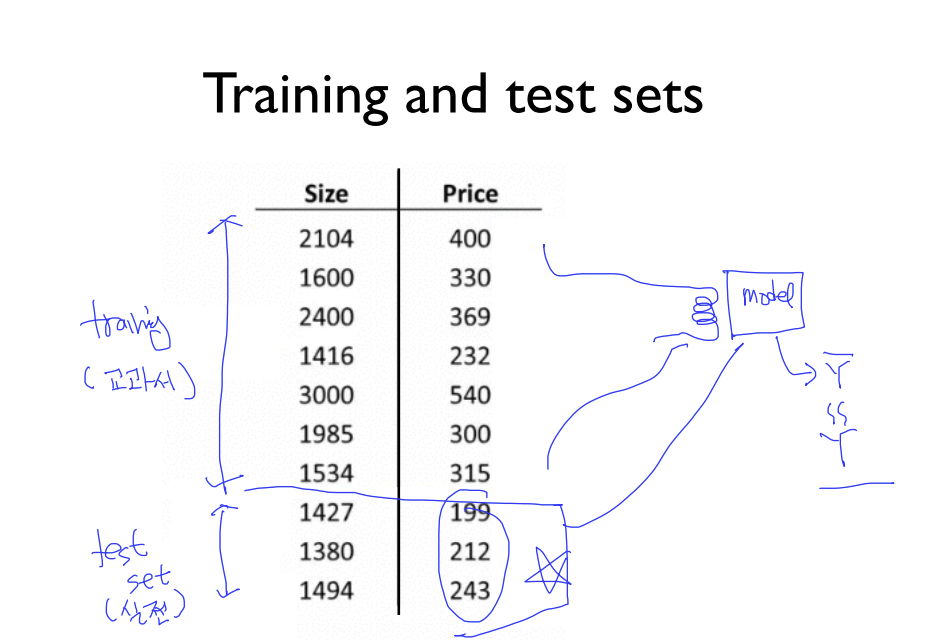 Training and test sets
Size Price
2104 400
1600 330
2400 369
1416 232
3000 540
1985 300
1534 315
1427 199
1380 212
1494 243
training
(교과서)
test
set
(실전)
model
Y
Y